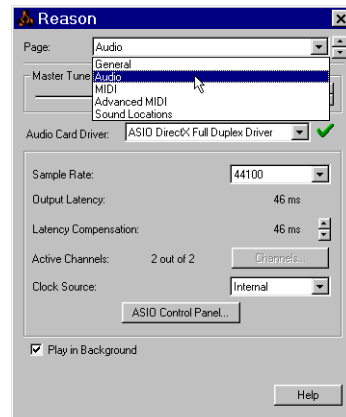 Reason
Page: Audio
General
Master Tune Audio
MIDI
Advanced MIDI
Sound Locations
Audio Card Driver: ASIO DirectX Full Duplex Driver
Sample Rate: 44100
Output Latency: 46 ms
Latency Compensation: 46 ms
Active Channels: 2 out of 2 Channels...
Clock Source: Internal
ASIO Control Panel...
Play in Background
Help